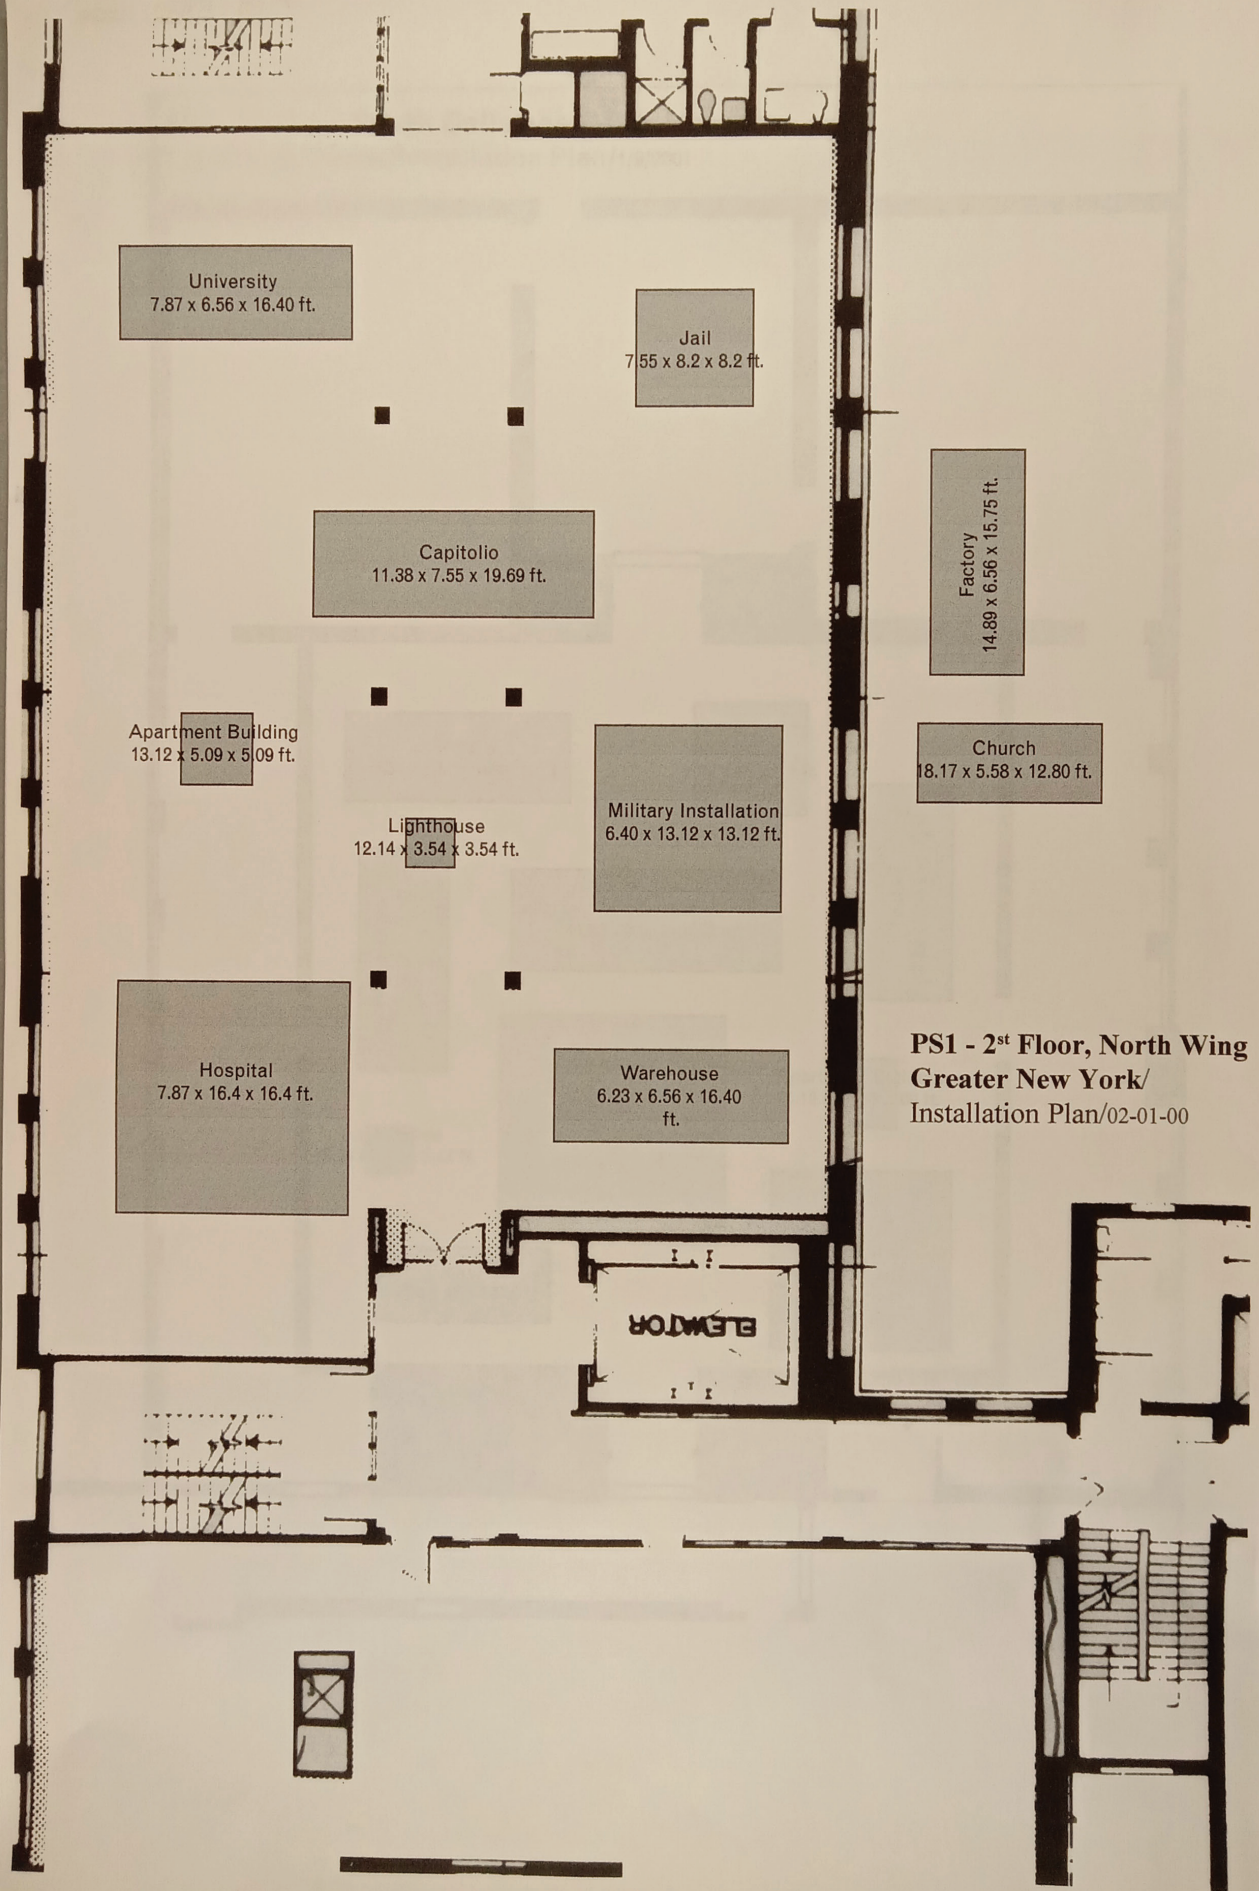 University
7.87 x 6.56 x 16.40 ft.
Jail
7.55 x 8.2 x 8.2 ft.
Capitolio
11.38 x 7.55 x 19.69 ft.
Factory
14.89 x 6.56 x 15.75 ft.
Apartment Building
13.12 x 5.09 x 5.09 ft.
Church
18.17 x 5.58 x 12.80 ft.
Military Installation
6.40 x 13.12 x 13.12 ft.
Lighthouse
12.14 x 3.54 x 3.54 ft.
Hospital
7.87 x 16.4 x 16.4 ft.
Warehouse
6.23 x 6.56 x 16.40
ft.
PS1 - 2st Floor, North Wing
Greater New York/
Installation Plan/02-01-00
ELEVATOR